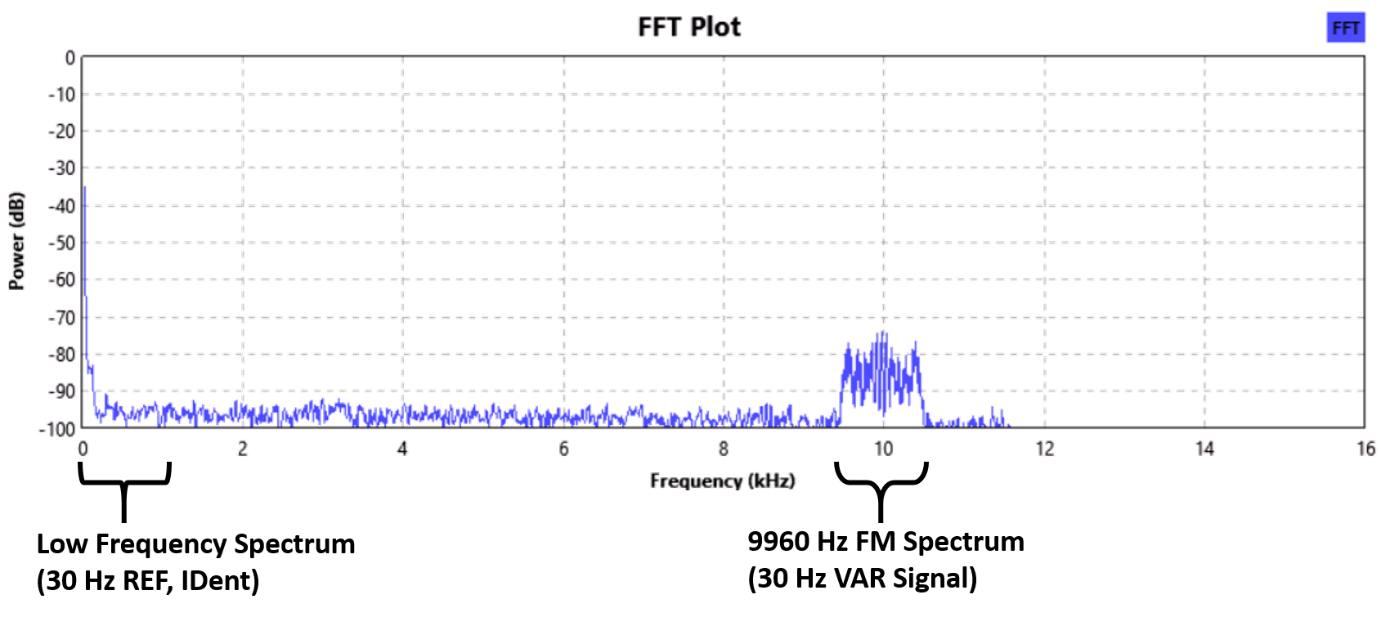 FFT Plot
FFT
0
-10
-20
-30
-40
-50
-60
-70
-80
-90
-100
Power (dB)
0 2 4 6 8 10 12 14 16
Frequency (kHz)
Low Frequency Spectrum
(30 Hz REF, IDent)
9960 Hz FM Spectrum
(30 Hz VAR Signal)